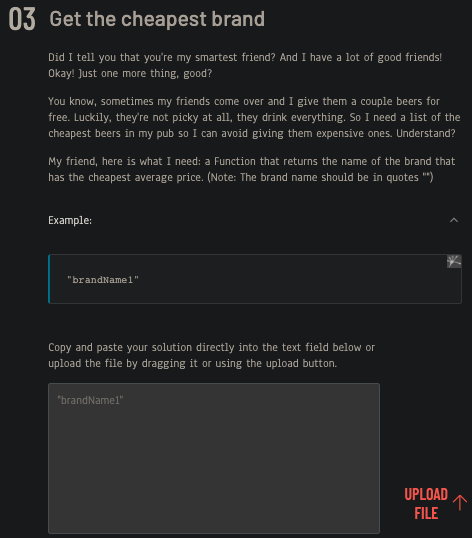 03 Get the cheapest brand
Did I tell you that you're my smartest friend? And I have a lot of good friends!
Okay! Just one more thing, good?
You know, sometimes my friends come over and I give them a couple beers for
free. Luckily, they're not picky at all, they drink everything. So I need a list of the
cheapest beers in my pub so I can avoid giving them expensive ones. Understand?
My friend, here is what I need: a Function that returns the name of the brand that
has the cheapest average price. (Note: The brand name should be in quotes "")
Example:
"brandName1"
Copy and paste your solution directly into the text field below or
upload the file by dragging it or using the upload button.
"brandName1"
UPLOAD
FILE